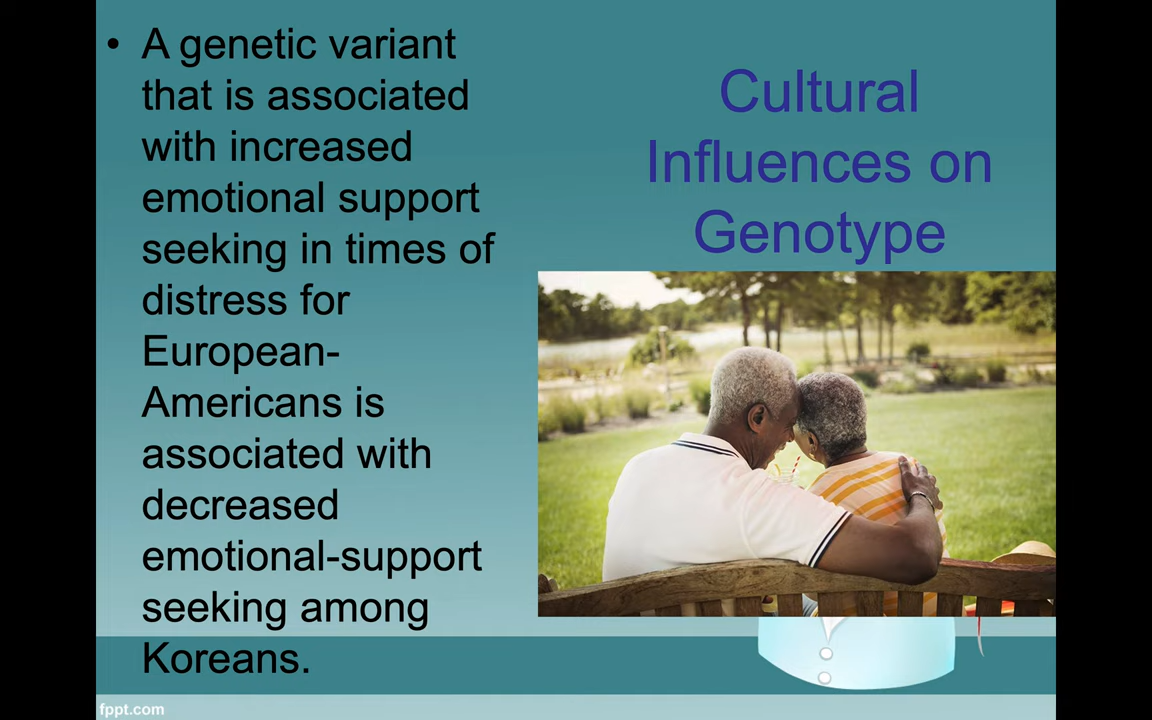 • A genetic variant
that is associated
with increased
emotional support
seeking in times of
distress for
European-
Americans is
associated with
decreased
emotional-support
seeking among
Koreans.
Cultural
Influences on
Genotype
fppt.com